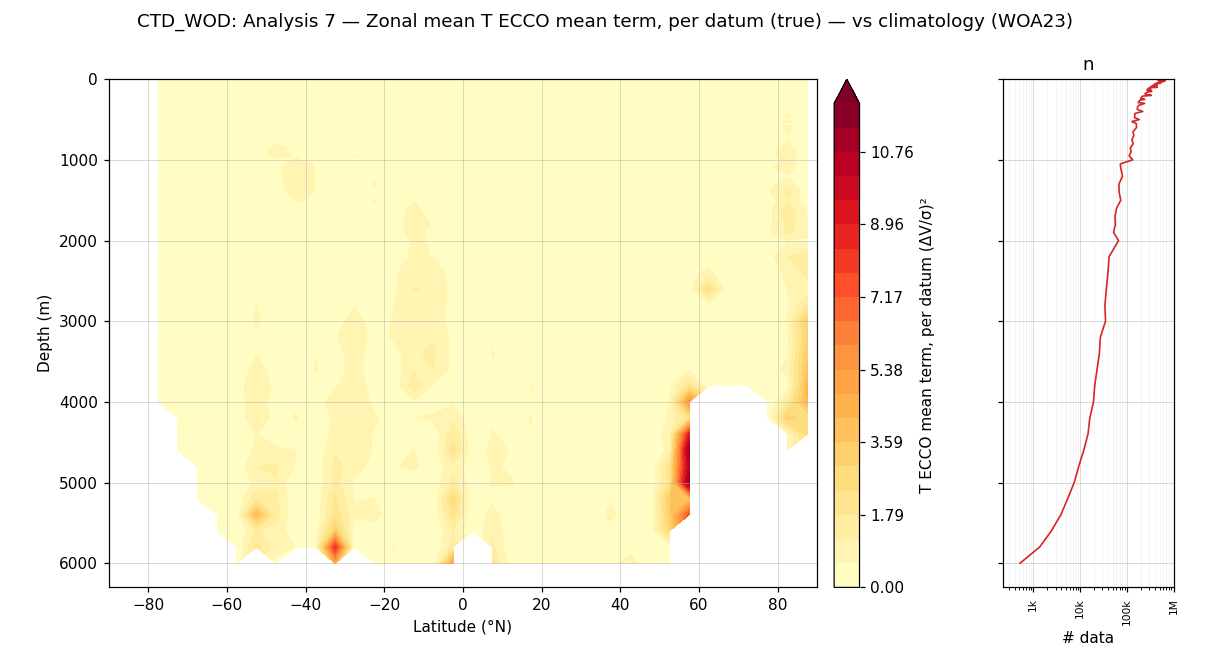 CTD_WOD: Analysis 7 — Zonal mean T ECCO mean term, per datum (true) — vs climatology (WOA23)
n
0
1000
2000
3000
4000
5000
6000
Depth (m)
−80
−60
−40
−20
0
20
40
60
80
Latitude (°N)
10.76
8.96
7.17
5.38
3.59
1.79
0.00
T ECCO mean term, per datum (ΔV/σ)²
1k
10k
100k
1M
# data